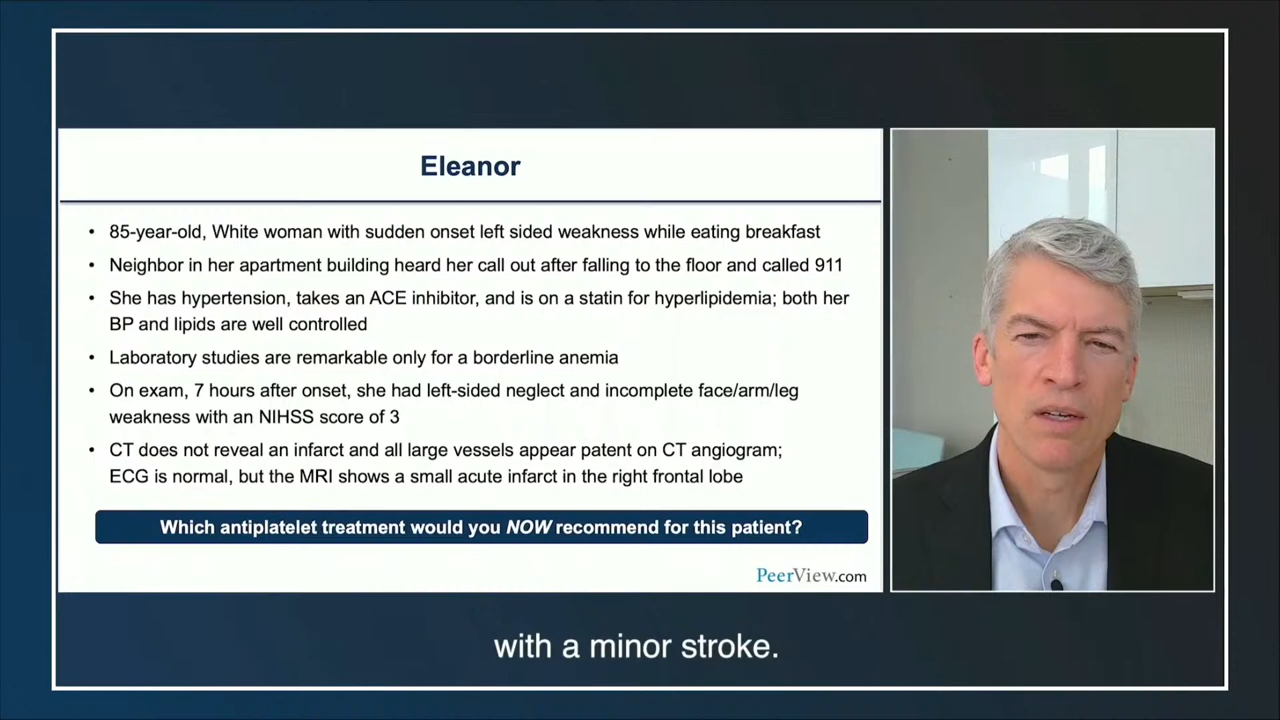 Eleanor
• 85-year-old, White woman with sudden onset left sided weakness while eating breakfast
• Neighbor in her apartment building heard her call out after falling to the floor and called 911
• She has hypertension, takes an ACE inhibitor, and is on a statin for hyperlipidemia; both her
BP and lipids are well controlled
• Laboratory studies are remarkable only for a borderline anemia
• On exam, 7 hours after onset, she had left-sided neglect and incomplete face/arm/leg
weakness with an NIHSS score of 3
• CT does not reveal an infarct and all large vessels appear patent on CT angiogram;
ECG is normal, but the MRI shows a small acute infarct in the right frontal lobe
Which antiplatelet treatment would you NOW recommend for this patient?
PeerView.com
with a minor stroke.